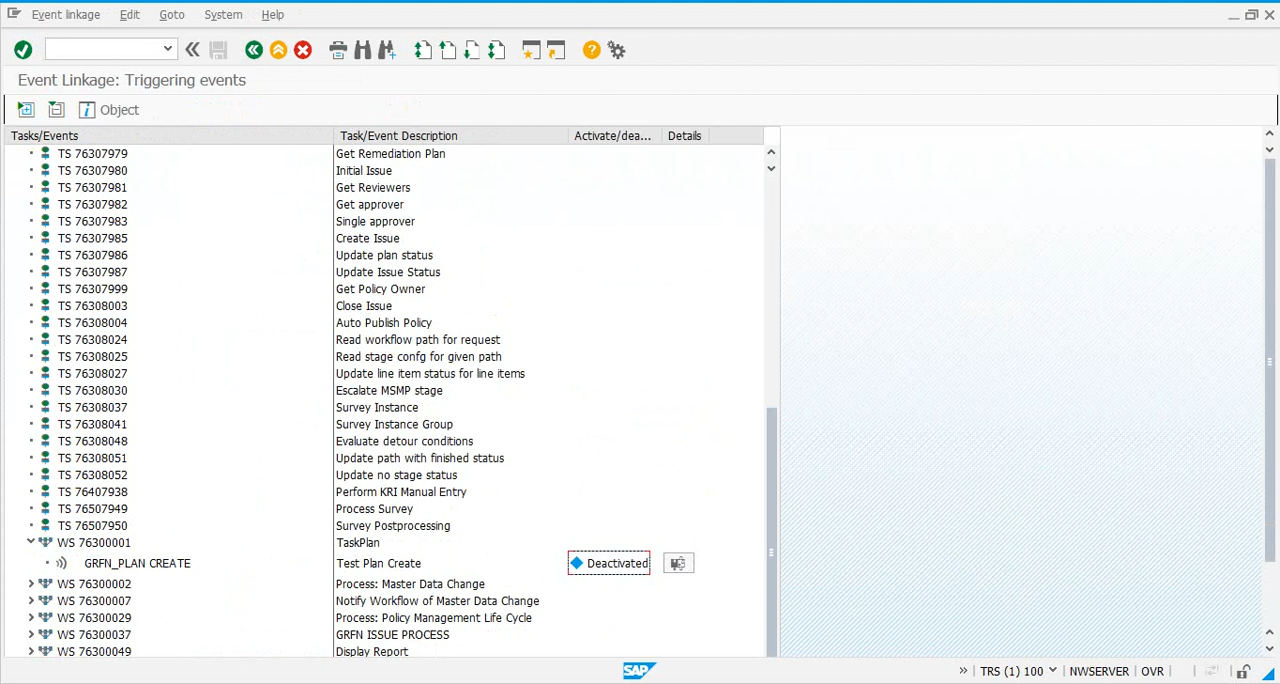 Event linkage Edit Goto System Help
Event Linkage: Triggering events
Object
Tasks/Events Task/Event Description Activate/dea... Details
TS 76307979 Get Remediation Plan
TS 76307980 Initial Issue
TS 76307981 Get Reviewers
TS 76307982 Get approver
TS 76307983 Single approver
TS 76307985 Create Issue
TS 76307986 Update plan status
TS 76307987 Update Issue Status
TS 76307999 Get Policy Owner
TS 76308003 Close Issue
TS 76308004 Auto Publish Policy
TS 76308024 Read workflow path for request
TS 76308025 Read stage confg for given path
TS 76308027 Update line item status for line items
TS 76308030 Escalate MSMP stage
TS 76308037 Survey Instance
TS 76308041 Survey Instance Group
TS 76308048 Evaluate detour conditions
TS 76308051 Update path with finished status
TS 76308052 Update no stage status
TS 76407938 Perform KRI Manual Entry
TS 76507949 Process Survey
TS 76507950 Survey Postprocessing
WS 76300001 TaskPlan
GRFN_PLAN CREATE Test Plan Create Deactivated
WS 76300002 Process: Master Data Change
WS 76300007 Notify Workflow of Master Data Change
WS 76300029 Process: Policy Management Life Cycle
WS 76300037 GRFN ISSUE PROCESS
WS 76300049 Display Report
SAP TRS (1) 100 NWSERVER OVR